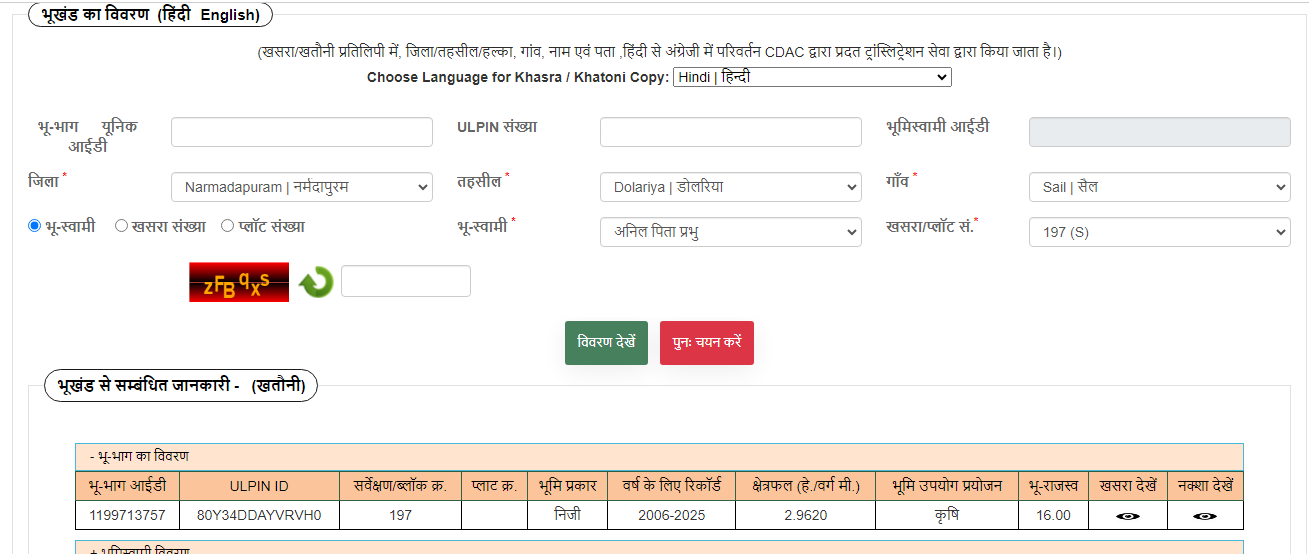 भूखंड का विवरण (हिंदी English)
(खसरा/खतौनी प्रतिलिपी में, जिला/तहसील/हल्का, गांव, नाम एवं पता ,हिंदी से अंग्रेजी में परिवर्तन CDAC द्वारा प्रदत ट्रांस्लिट्रेशन सेवा द्वारा किया जाता है।)
Choose Language for Khasra / Khatoni Copy: Hindi | हिन्दी
भू-भाग यूनिक आईडी ULPIN संख्या भूमिस्वामी आईडी
जिला * Narmadapuram | नर्मदापुरम तहसील * Dolariya | डोलरिया गाँव * Sail | सैल
भू-स्वामी खसरा संख्या प्लॉट संख्या भू-स्वामी * अनिल पिता प्रभु खसरा/प्लॉट सं.* 197 (S)
zFBqxs
विवरण देखें पुनः चयन करें
भूखंड से सम्बंधित जानकारी - (खतौनी)
- भू-भाग का विवरण
भू-भाग आईडी ULPIN ID सर्वेक्षण/ब्लॉक क्र. प्लाट क्र. भूमि प्रकार वर्ष के लिए रिकॉर्ड क्षेत्रफल (हे./वर्ग मी.) भूमि उपयोग प्रयोजन भू-राजस्व खसरा देखें नक्शा देखें
1199713757 80Y34DDAYVRVH0 197 निजी 2006-2025 2.9620 कृषि 16.00
+ भूमिस्वामी विवरण